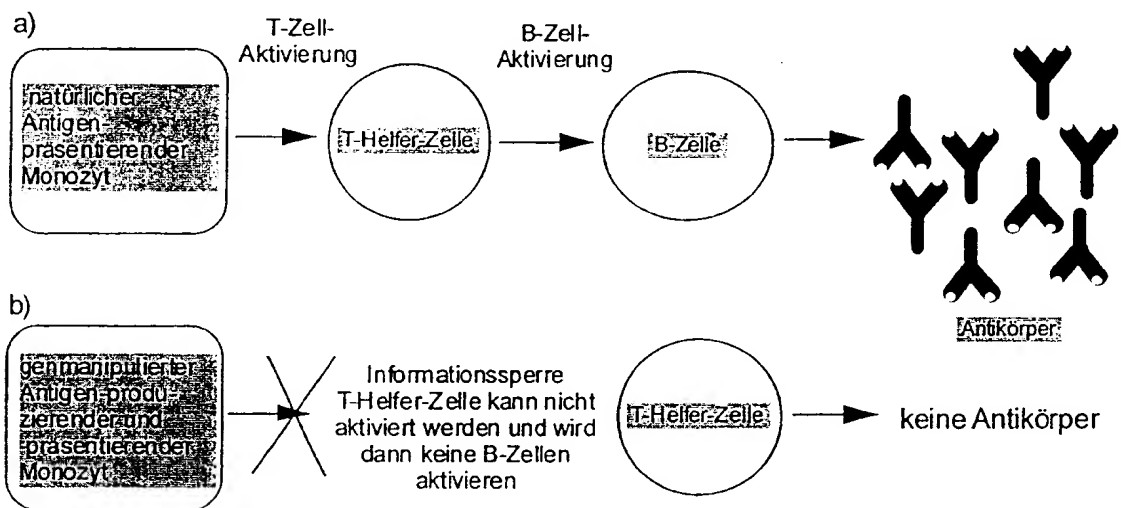 a)
T-Zell-
Aktivierung
B-Zell-
Aktivierung
natürlicher
Antigen-
präsentierender
Monozyt
T-Helfer-Zelle
B-Zelle
Antikörper
b)
genmanipulierter
Antigen-produ-
zierender und
präsentierender
Monozyt
Informationssperre
T-Helfer-Zelle kann nicht
aktiviert werden und wird
dann keine B-Zellen
aktivieren
T-Helfer-Zelle
keine Antikörper